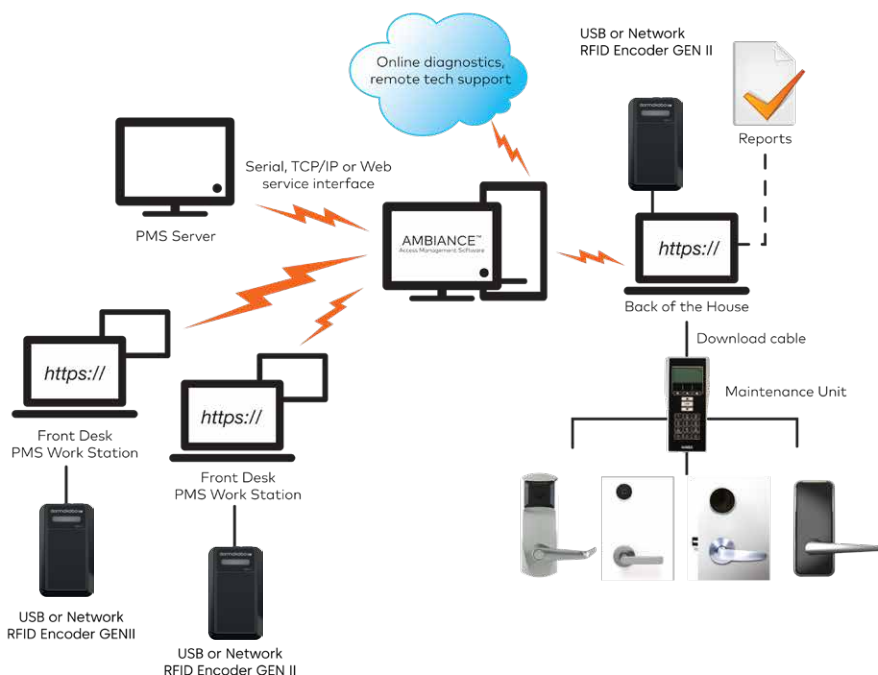 USB or Network
RFID Encoder GEN II
Online diagnostics,
remote tech support
Reports
Serial, TCP/IP or Web
service interface
PMS Server
AMBIANCE™
Access Management Software
https://
Back of the House
Download cable
Maintenance Unit
https://
Front Desk
PMS Work Station
https://
Front Desk
PMS Work Station
dormakaba
USB or Network
RFID Encoder GENII
dormakaba
USB or Network
RFID Encoder GEN II